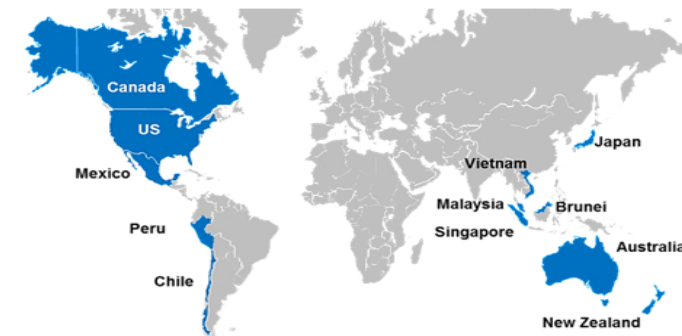 Canada
US
Mexico
Peru
Chile
Japan
Vietnam
Malaysia
Brunei
Singapore
Australia
New Zealand